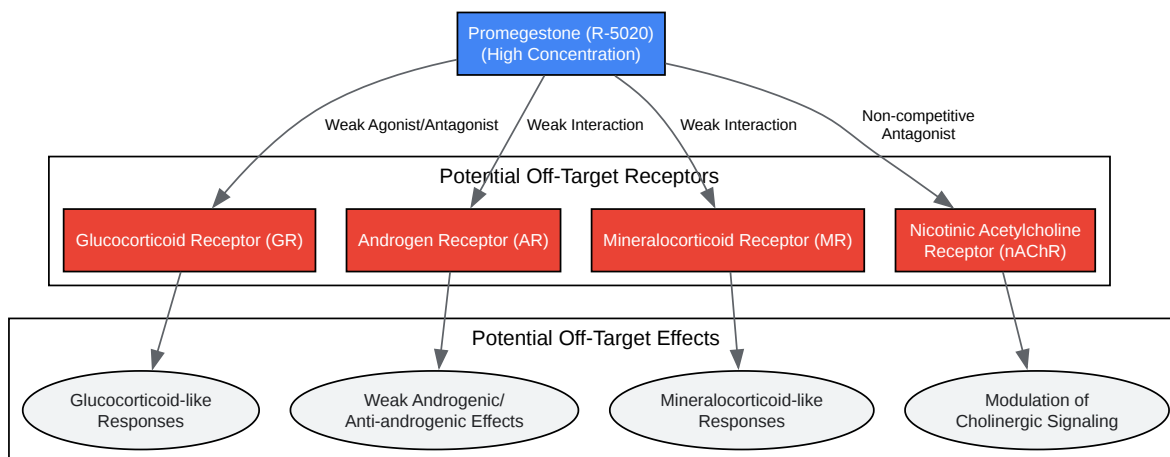 Promegestone (R-5020)
(High Concentration)
Weak Agonist/Antagonist
Weak Interaction
Weak Interaction
Non-competitive
Antagonist
Potential Off-Target Receptors
Glucocorticoid Receptor (GR)
Androgen Receptor (AR)
Mineralocorticoid Receptor (MR)
Nicotinic Acetylcholine
Receptor (nAChR)
Potential Off-Target Effects
Glucocorticoid-like
Responses
Weak Androgenic/
Anti-androgenic Effects
Mineralocorticoid-like
Responses
Modulation of
Cholinergic Signaling